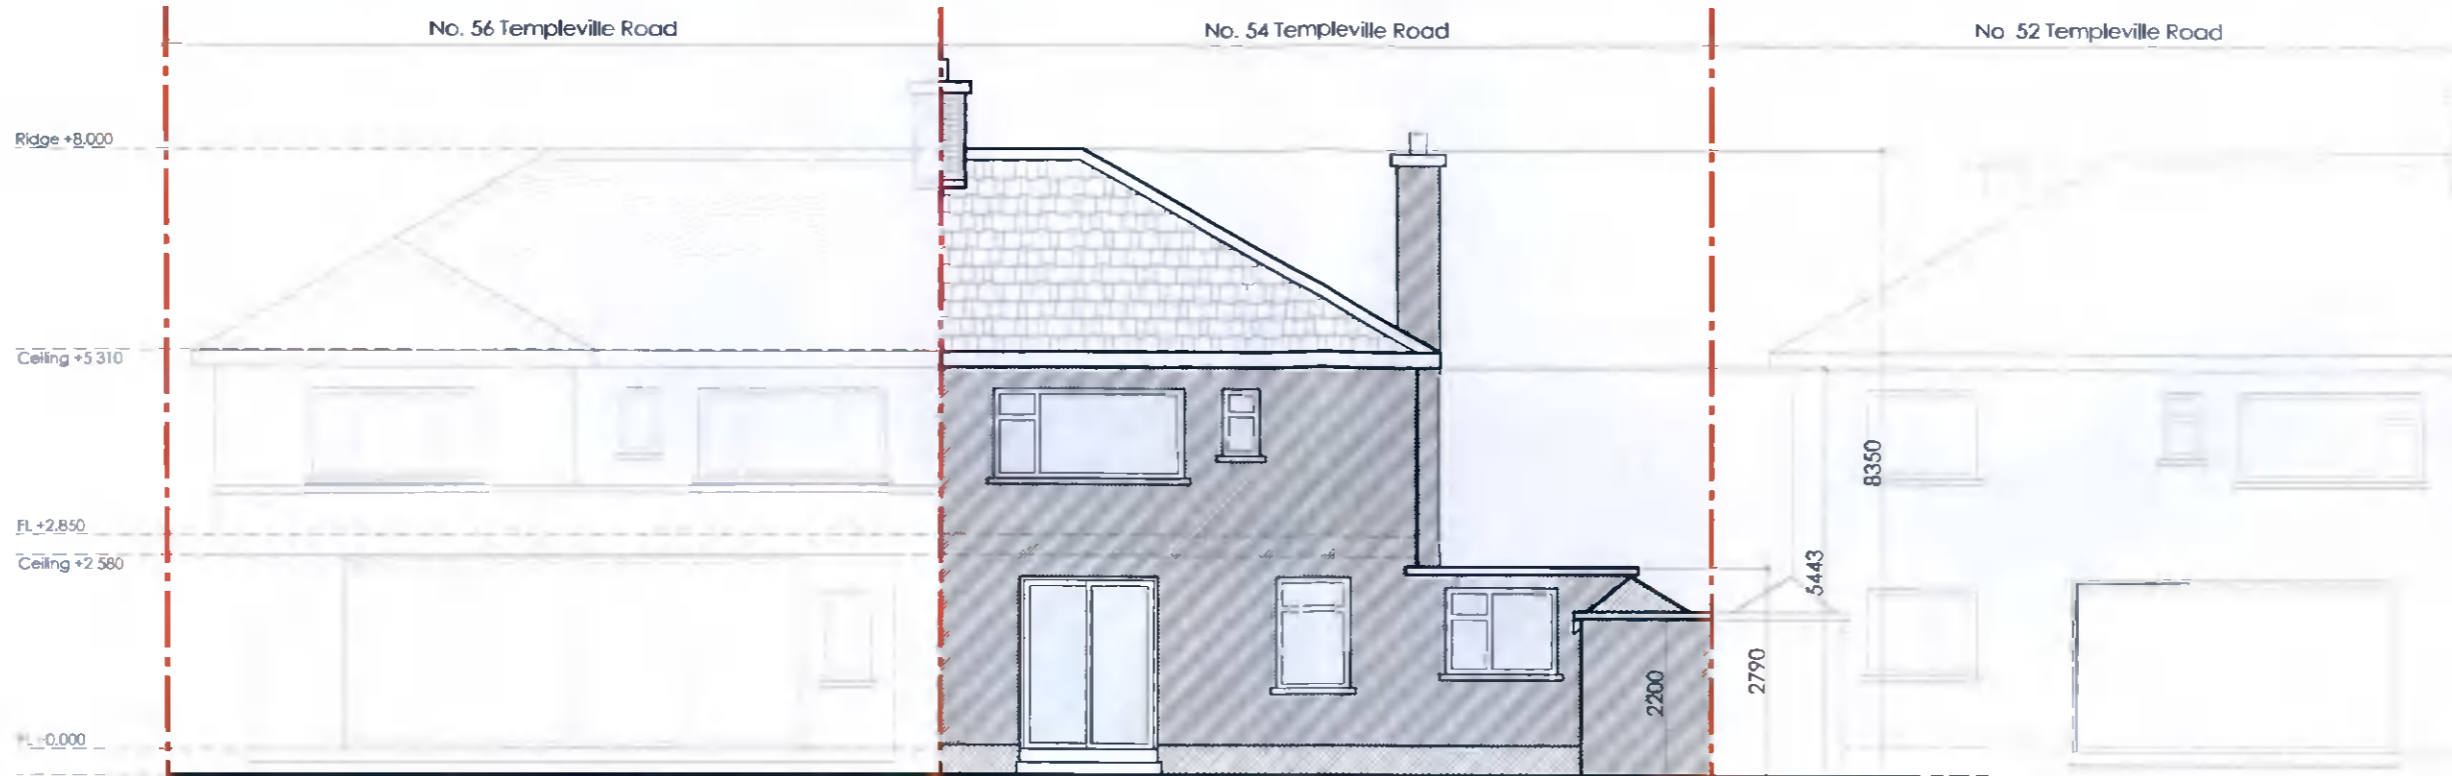 No. 56 Templeville Road
No. 54 Templeville Road
No 52 Templeville Road
Ridge +8.000
Ceiling +5 310
8350
FL +2.850
Ceiling +2 580
5443
2790
2200
+0.000